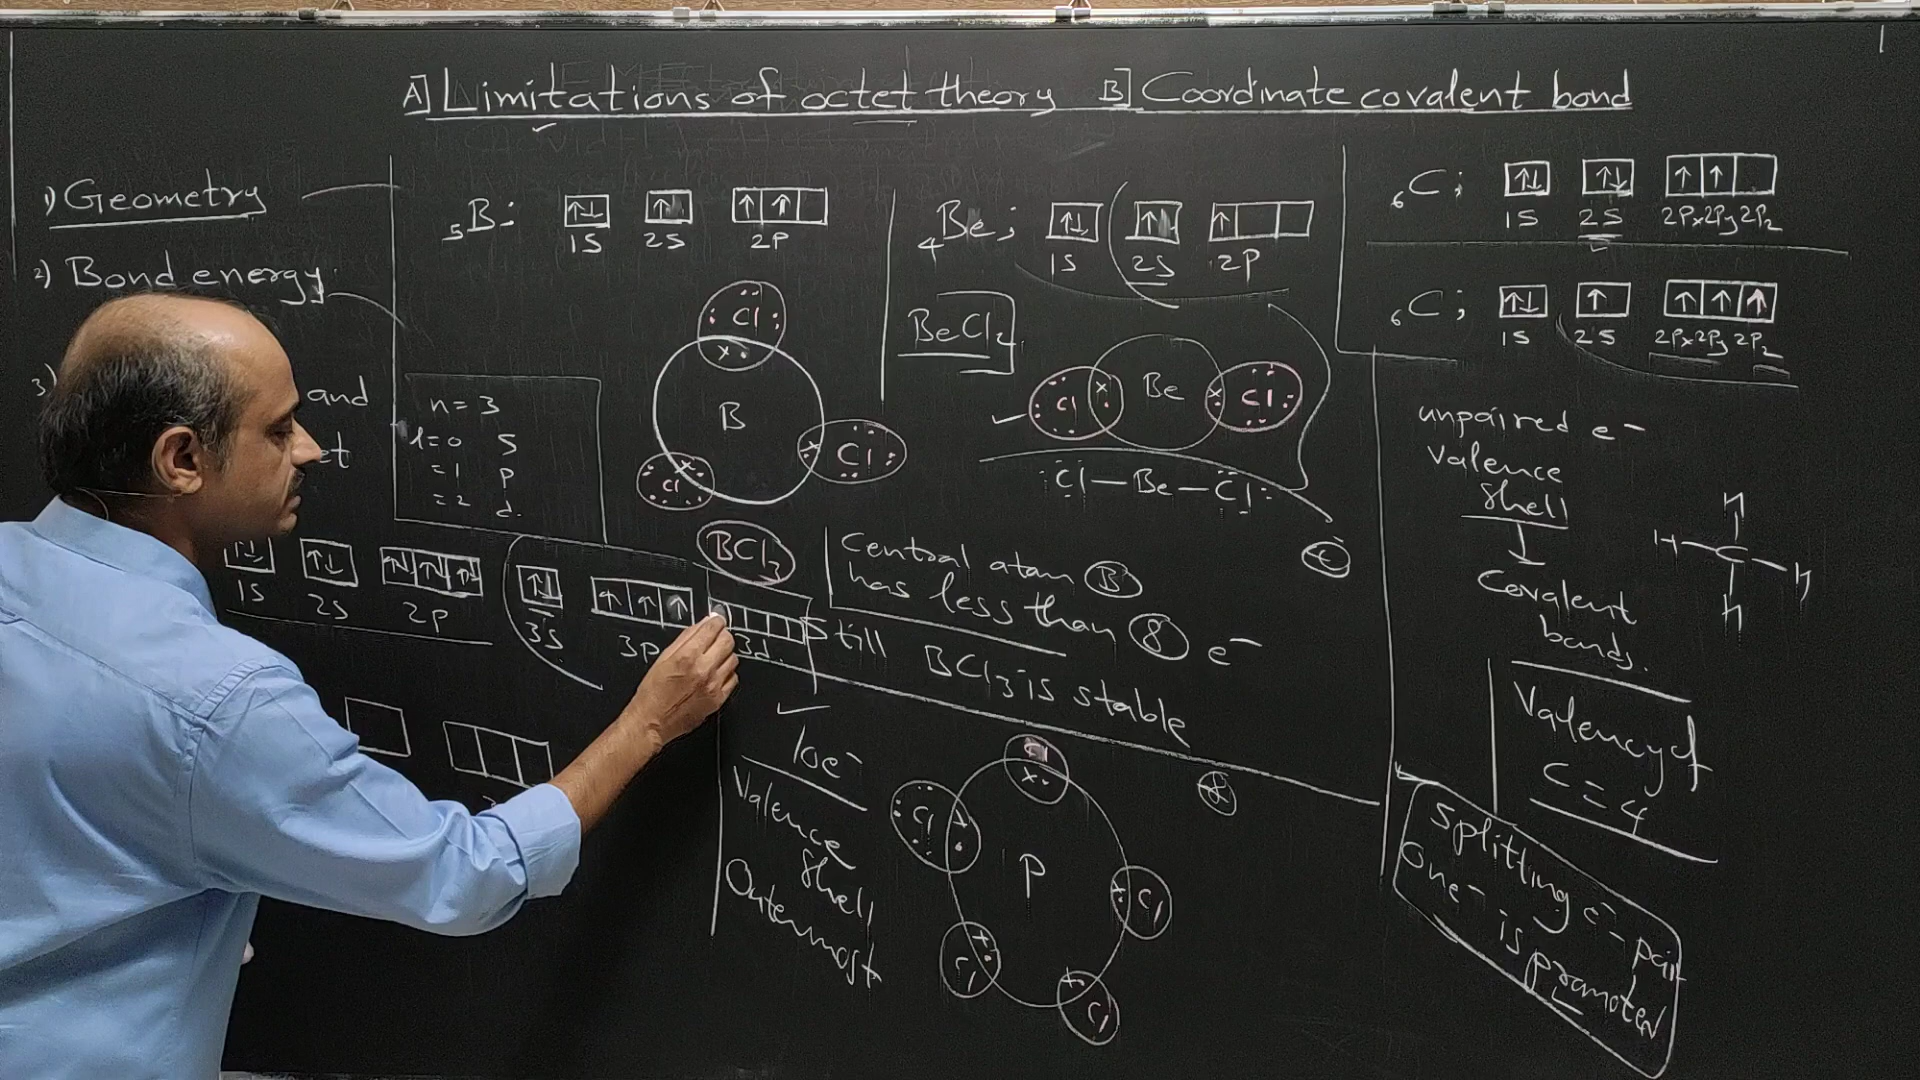 A] Limitations of octet theory B] Coordinate covalent bond
1) Geometry
2) Bond energy
3)
and
et
n = 3
l = 0 S
= 1 p
= 2 d.
5B:
1S 2S 2P
Cl
B
Cl
Cl
BCl3
4Be;
1S 2S 2P
BeCl2
Cl Be Cl
Cl — Be — Cl
Central atom B
has less than 8 e-
Still BCl3 is stable
1S 2S 2P 3S 3P 3d
10e-
Valence
Shell
Outermost
Cl
Cl
P
Cl
Cl
Cl
6C;
1S 2S 2Px2Py2Pz
6C;
1S 2S 2Px2Py2Pz
unpaired e-
Valence
Shell
Covalent
bonds.
H
H C H
H
Valency of
C = 4
Splitting e- pair
One- is promoted